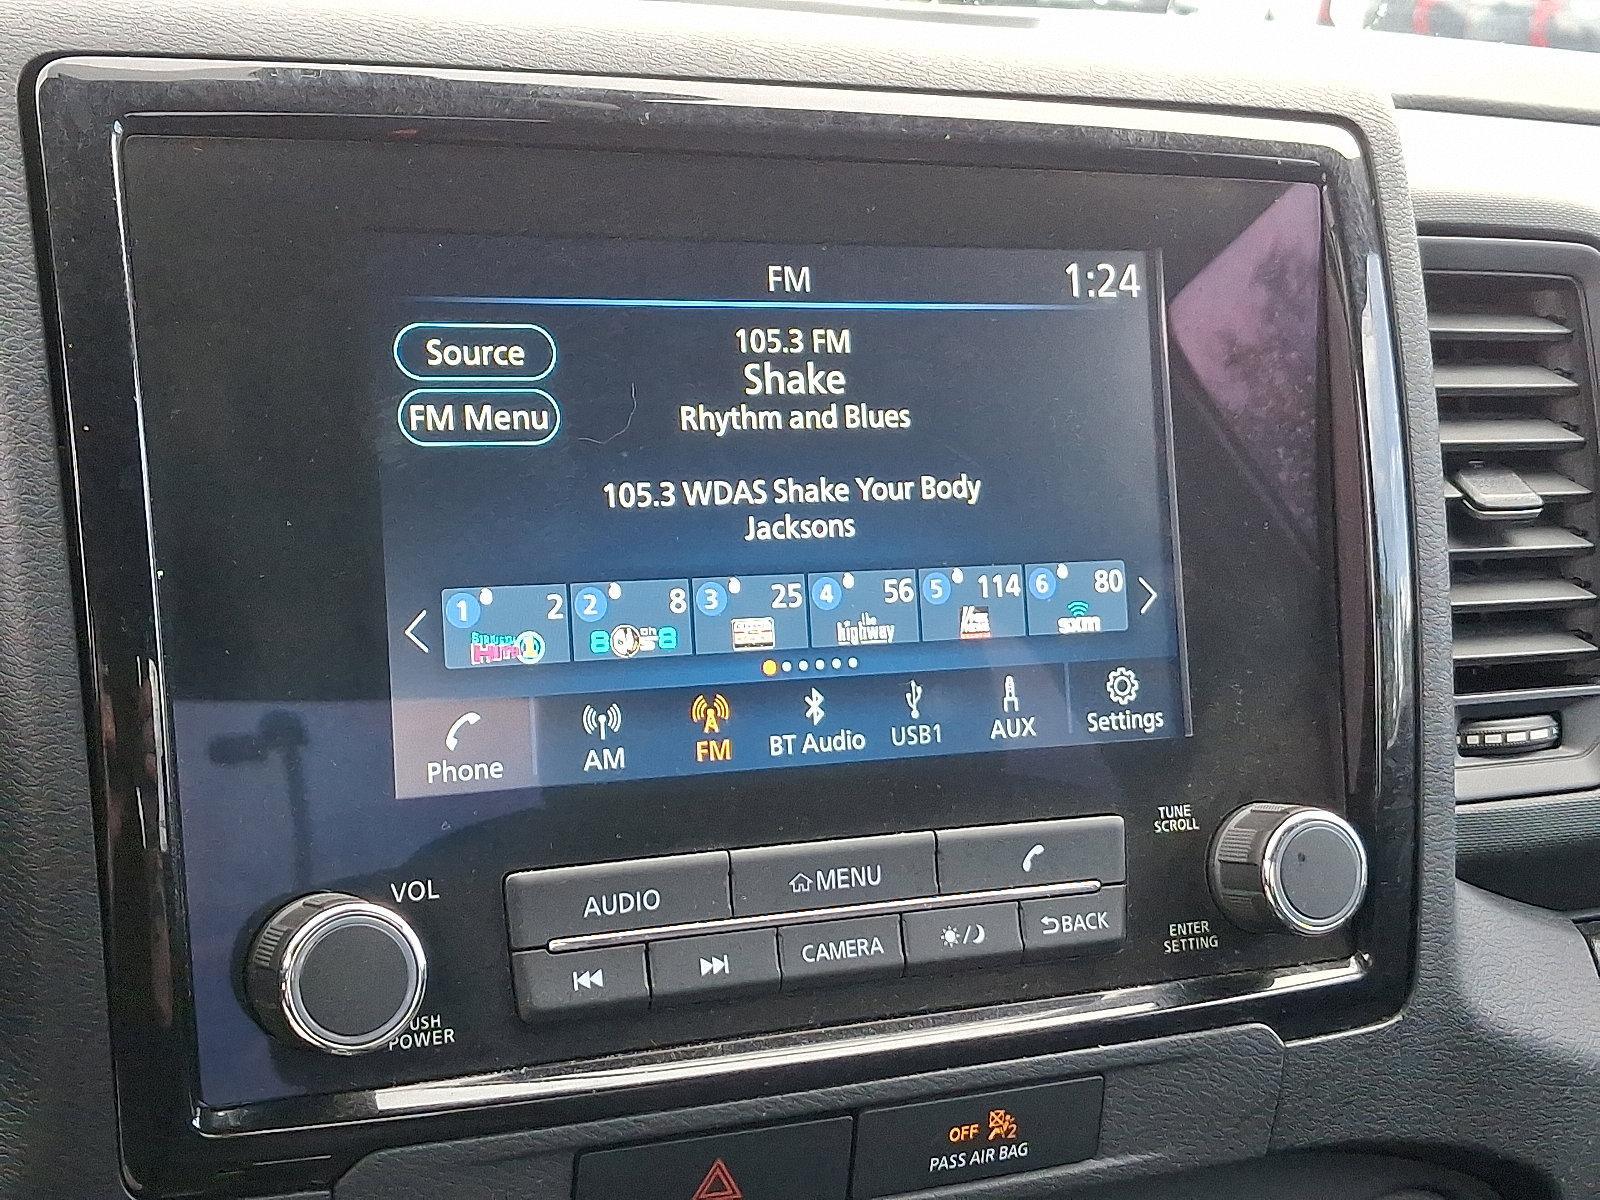 FM
1:24
Source
105.3 FM
Shake
FM Menu
Rhythm and Blues
105.3 WDAS Shake Your Body
Jacksons
1 2
2 8
3 25
4 56
5 114
6 80
the
highway
sxm
Phone
AM
FM
BT Audio
USB1
AUX
Settings
TUNE
SCROLL
VOL
AUDIO
MENU
CAMERA
BACK
ENTER
SETTING
PUSH
POWER
OFF
2
PASS AIR BAG